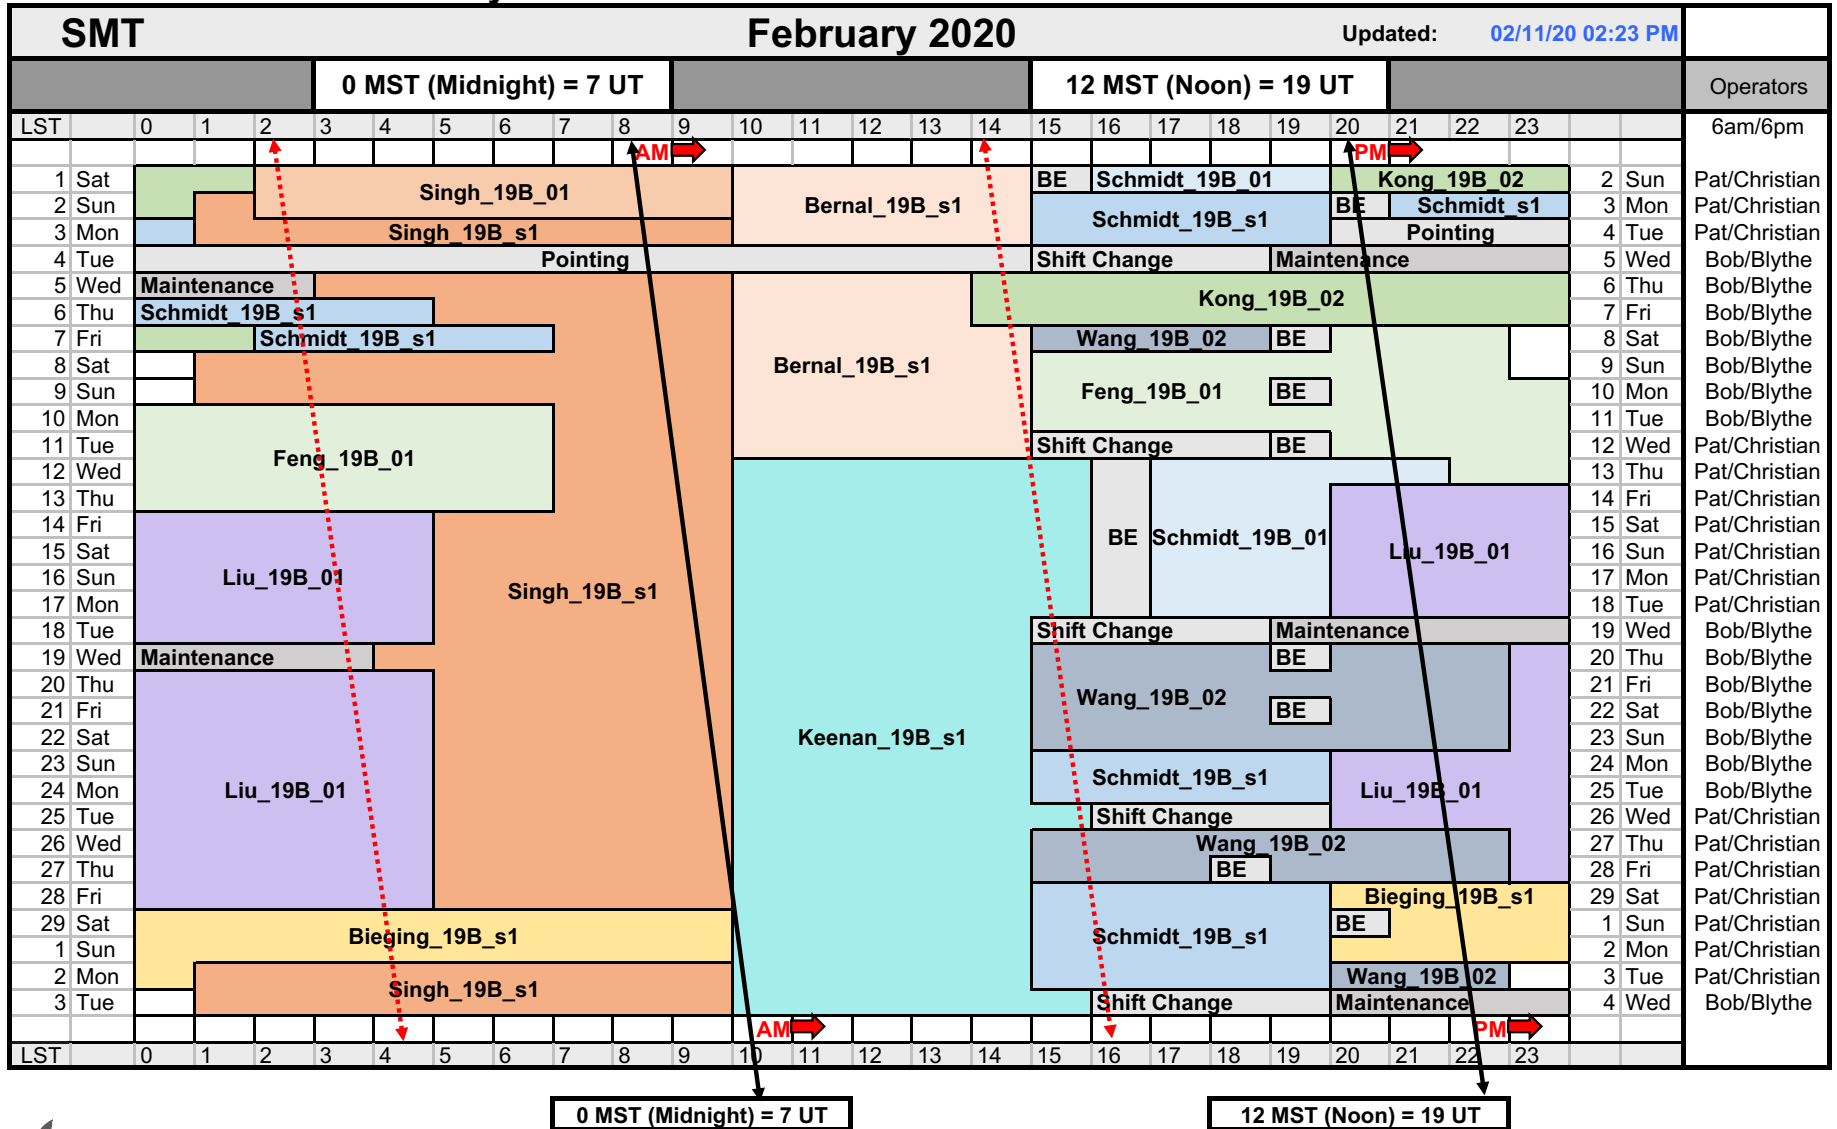 SMT February 2020 Updated: 02/11/20 02:23 PM
0 MST (Midnight) = 7 UT 12 MST (Noon) = 19 UT Operators
LST 0 1 2 3 4 5 6 7 8 9 10 11 12 13 14 15 16 17 18 19 20 21 22 23 6am/6pm
AM PM
1 Sat Singh_19B_01 Bernal_19B_s1 BE Schmidt_19B_01 Kong_19B_02 2 Sun Pat/Christian
2 Sun Schmidt_19B_s1 BE Schmidt_s1 3 Mon Pat/Christian
3 Mon Singh_19B_s1 Pointing 4 Tue Pat/Christian
4 Tue Pointing Shift Change Maintenance 5 Wed Bob/Blythe
5 Wed Maintenance Kong_19B_02 6 Thu Bob/Blythe
6 Thu Schmidt_19B_s1 7 Fri Bob/Blythe
7 Fri Schmidt_19B_s1 Wang_19B_02 BE 8 Sat Bob/Blythe
8 Sat Bernal_19B_s1 9 Sun Bob/Blythe
9 Sun Feng_19B_01 BE 10 Mon Bob/Blythe
10 Mon 11 Tue Bob/Blythe
11 Tue Feng_19B_01 Shift Change BE 12 Wed Pat/Christian
12 Wed 13 Thu Pat/Christian
13 Thu 14 Fri Pat/Christian
14 Fri BE Schmidt_19B_01 15 Sat Pat/Christian
15 Sat Liu_19B_01 16 Sun Pat/Christian
16 Sun Liu_19B_01 Singh_19B_s1 17 Mon Pat/Christian
17 Mon 18 Tue Pat/Christian
18 Tue Shift Change Maintenance 19 Wed Bob/Blythe
19 Wed Maintenance BE 20 Thu Bob/Blythe
20 Thu Wang_19B_02 21 Fri Bob/Blythe
21 Fri BE 22 Sat Bob/Blythe
22 Sat Keenan_19B_s1 23 Sun Bob/Blythe
23 Sun Schmidt_19B_s1 24 Mon Bob/Blythe
24 Mon Liu_19B_01 Liu_19B_01 25 Tue Bob/Blythe
25 Tue Shift Change 26 Wed Pat/Christian
26 Wed Wang_19B_02 27 Thu Pat/Christian
27 Thu BE 28 Fri Pat/Christian
28 Fri Bieging_19B_s1 29 Sat Pat/Christian
29 Sat Bieging_19B_s1 Schmidt_19B_s1 BE 1 Sun Pat/Christian
1 Sun 2 Mon Pat/Christian
2 Mon Singh_19B_s1 Wang_19B_02 3 Tue Pat/Christian
3 Tue Shift Change Maintenance 4 Wed Bob/Blythe
AM PM
LST 0 1 2 3 4 5 6 7 8 9 10 11 12 13 14 15 16 17 18 19 20 21 22 23
0 MST (Midnight) = 7 UT 12 MST (Noon) = 19 UT